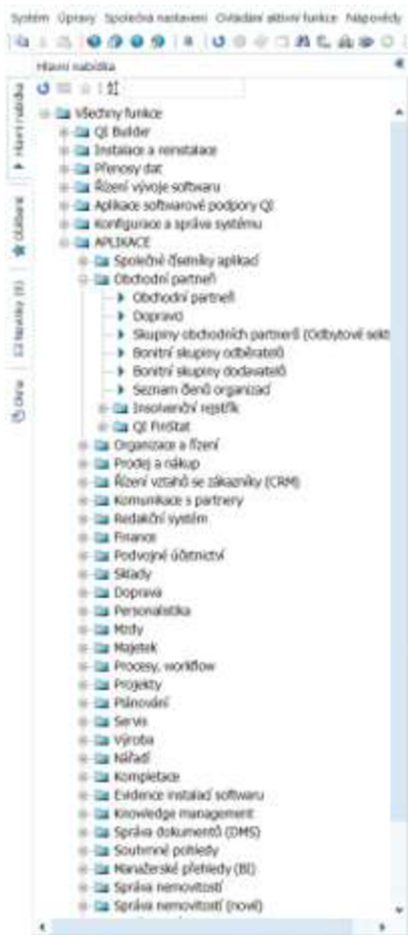 Systém Úpravy Společná nastavení Ovládání aktivní funkce Nápovědy
Hlavní nabídka
Hlavní nabídka
Oblíbené
Novinky (0)
Okna
Všechny funkce
QI Builder
Instalace a reinstalace
Přenosy dat
Řízení vývoje softwaru
Aplikace softwarové podpory QI
Konfigurace a správa systému
APLIKACE
Společné číselníky aplikací
Obchodní partneři
Obchodní partneři
Dopravci
Skupiny obchodních partnerů (Odbytové sekt
Bonitní skupiny odběratelů
Bonitní skupiny dodavatelů
Seznam členů organizací
Insolvenční rejstřík
QI FinStat
Organizace a řízení
Prodej a nákup
Řízení vztahů se zákazníky (CRM)
Komunikace s partnery
Redakční systém
Finance
Podvojné účetnictví
Sklady
Doprava
Personalistika
Mzdy
Majetek
Procesy, workflow
Projekty
Plánování
Servis
Výroba
Nářadí
Kompletace
Evidence instalací softwaru
Knowledge management
Správa dokumentů (DMS)
Souhrnné pohledy
Manažerské přehledy (BI)
Správa nemovitostí
Správa nemovitostí (nové)